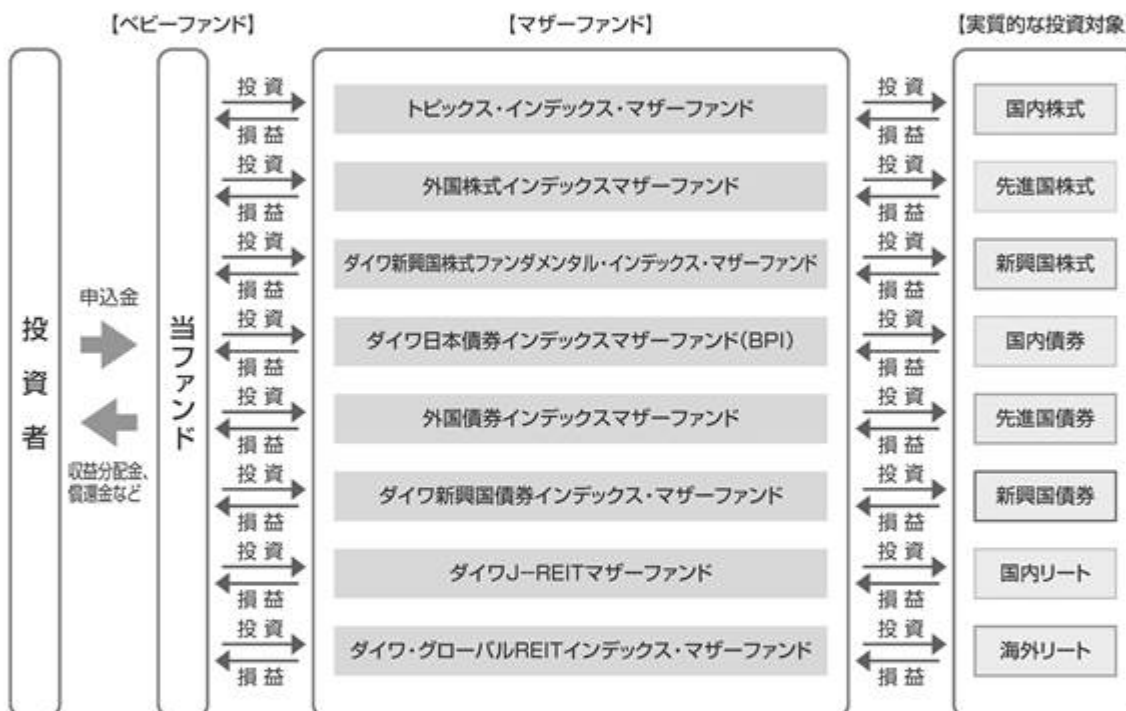 【ベビーファンド】
【マザーファンド】
【実質的な投資対象】
投資者
申込金
収益分配金、
償還金など
当ファンド
投資
損益
トピックス・インデックス・マザーファンド
投資
損益
国内株式
投資
損益
外国株式インデックスマザーファンド
投資
損益
先進国株式
投資
損益
ダイワ新興国株式ファンダメンタル・インデックス・マザーファンド
投資
損益
新興国株式
投資
損益
ダイワ日本債券インデックスマザーファンド(BPI)
投資
損益
国内債券
投資
損益
外国債券インデックスマザーファンド
投資
損益
先進国債券
投資
損益
ダイワ新興国債券インデックス・マザーファンド
投資
損益
新興国債券
投資
損益
ダイワJ-REITマザーファンド
投資
損益
国内リート
投資
損益
ダイワ・グローバルREITインデックス・マザーファンド
投資
損益
海外リート